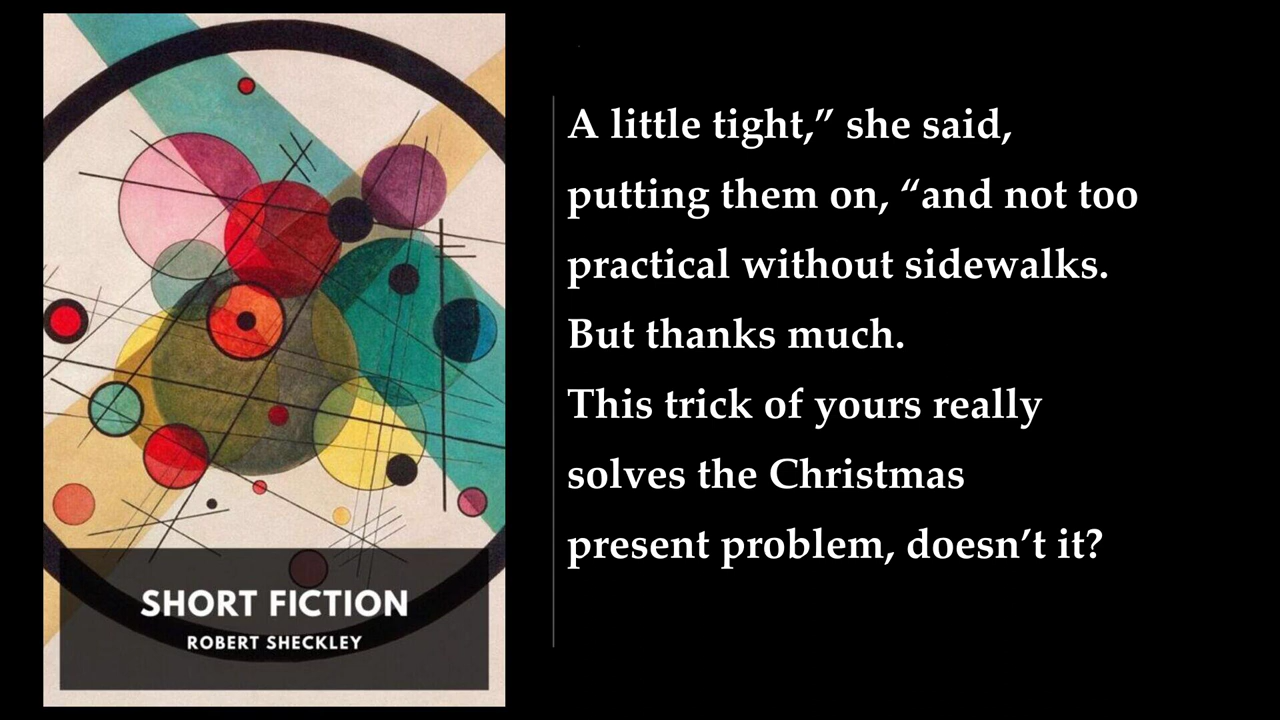 SHORT FICTION
ROBERT SHECKLEY
A little tight,” she said,
putting them on, “and not too
practical without sidewalks.
But thanks much.
This trick of yours really
solves the Christmas
present problem, doesn’t it?